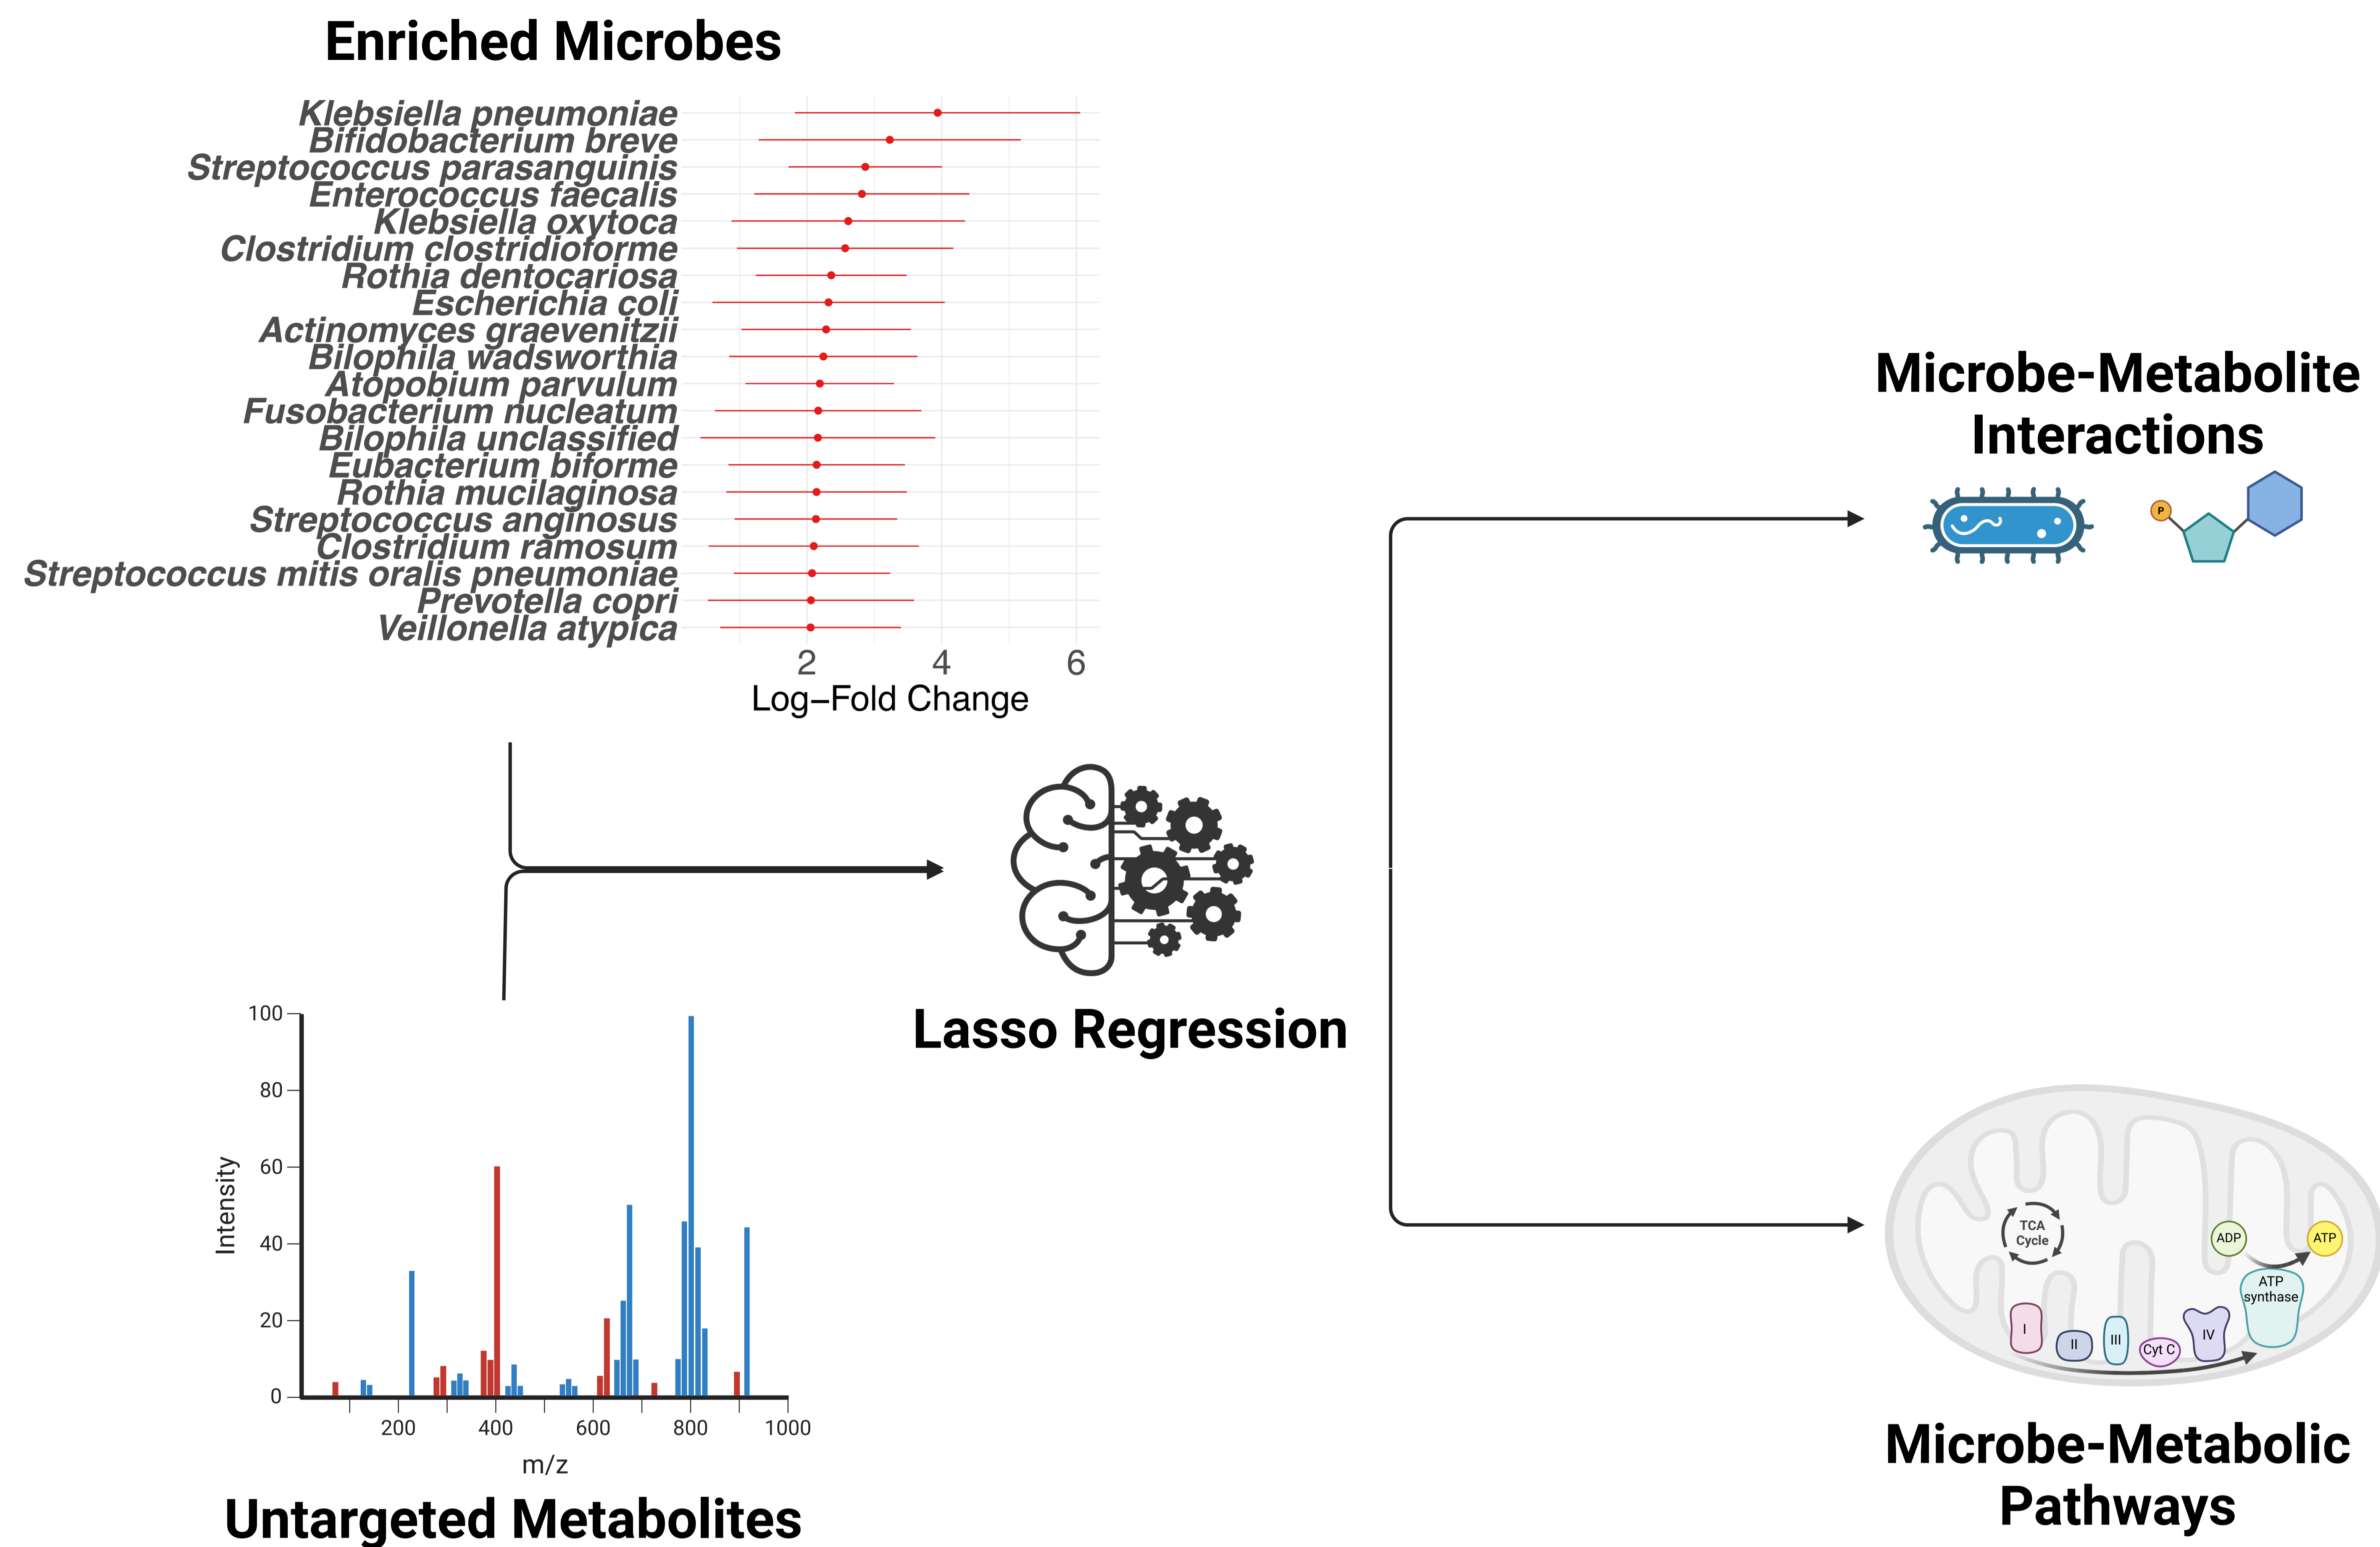 Enriched Microbes
Klebsiella pneumoniae
Bifidobacterium breve
Streptococcus parasanguinis
Enterococcus faecalis
Klebsiella oxytoca
Clostridium clostridioforme
Rothia dentocariosa
Escherichia coli
Actinomyces graevenitzii
Bilophila wadsworthia
Atopobium parvulum
Fusobacterium nucleatum
Bilophila unclassified
Eubacterium biforme
Rothia mucilaginosa
Streptococcus anginosus
Clostridium ramosum
Streptococcus mitis oralis pneumoniae
Prevotella copri
Veillonella atypica
2 4 6
Log−Fold Change
Lasso Regression
100
80
60
40
20
0
Intensity
200 400 600 800 1000
m/z
Untargeted Metabolites
Microbe-Metabolite
Interactions
P
TCA
Cycle
ADP
ATP
ATP
synthase
I
II
III
Cyt C
IV
Microbe-Metabolic
Pathways